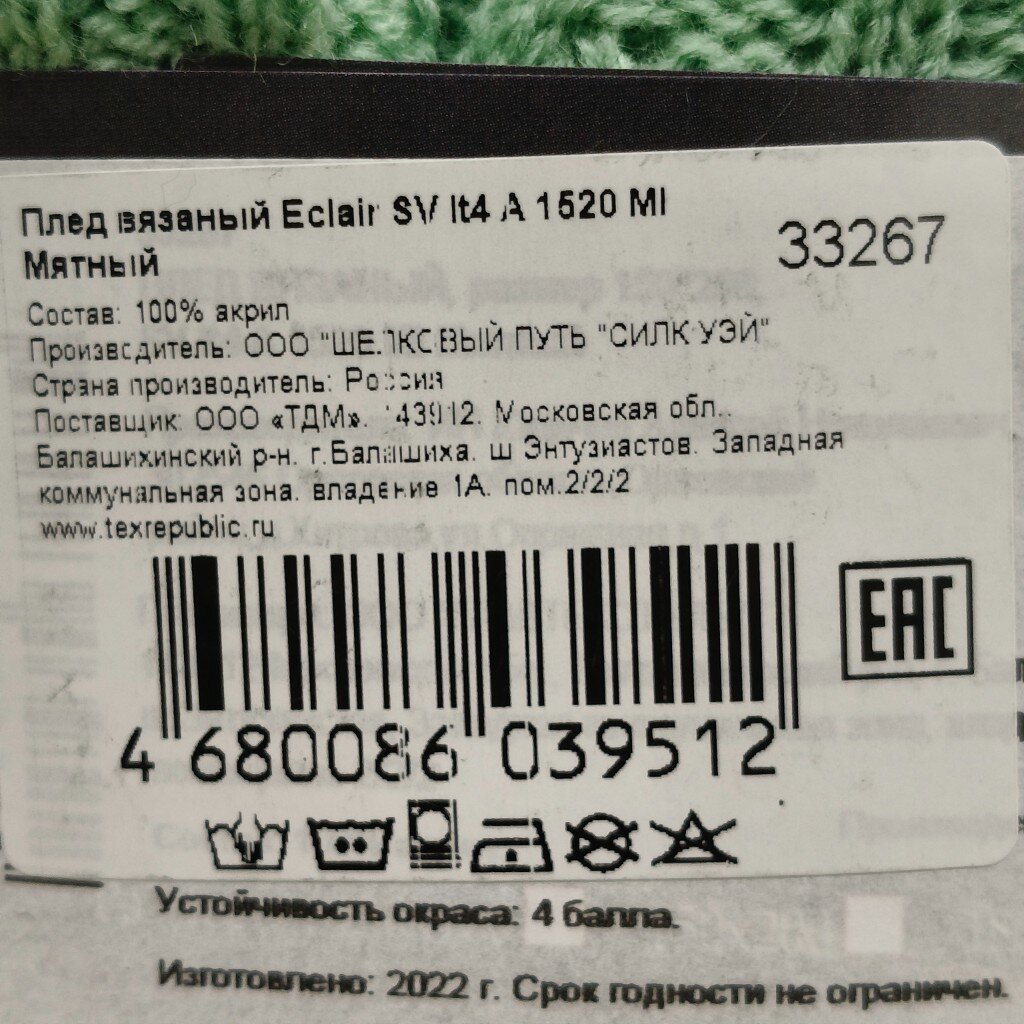 Плед вязаный Eclair SV lt4 A 1520 MI
Мятный
33267
Состав: 100% акрил
Производитель: ООО "ШЕЛКОВЫЙ ПУТЬ "СИЛК УЭЙ"
Страна производитель: Россия
Поставщик: ООО «ТДМ». 143912. Московская обл..
Балашихинский р-н. г.Балашиха. ш Энтузиастов. Западная
коммунальная зона. владение 1А. пом.2/2/2
www.texrepublic.ru
EAC
4 680086 039512
Устойчивость окраса: 4 балла.
Изготовлено: 2022 г. Срок годности не ограничен.